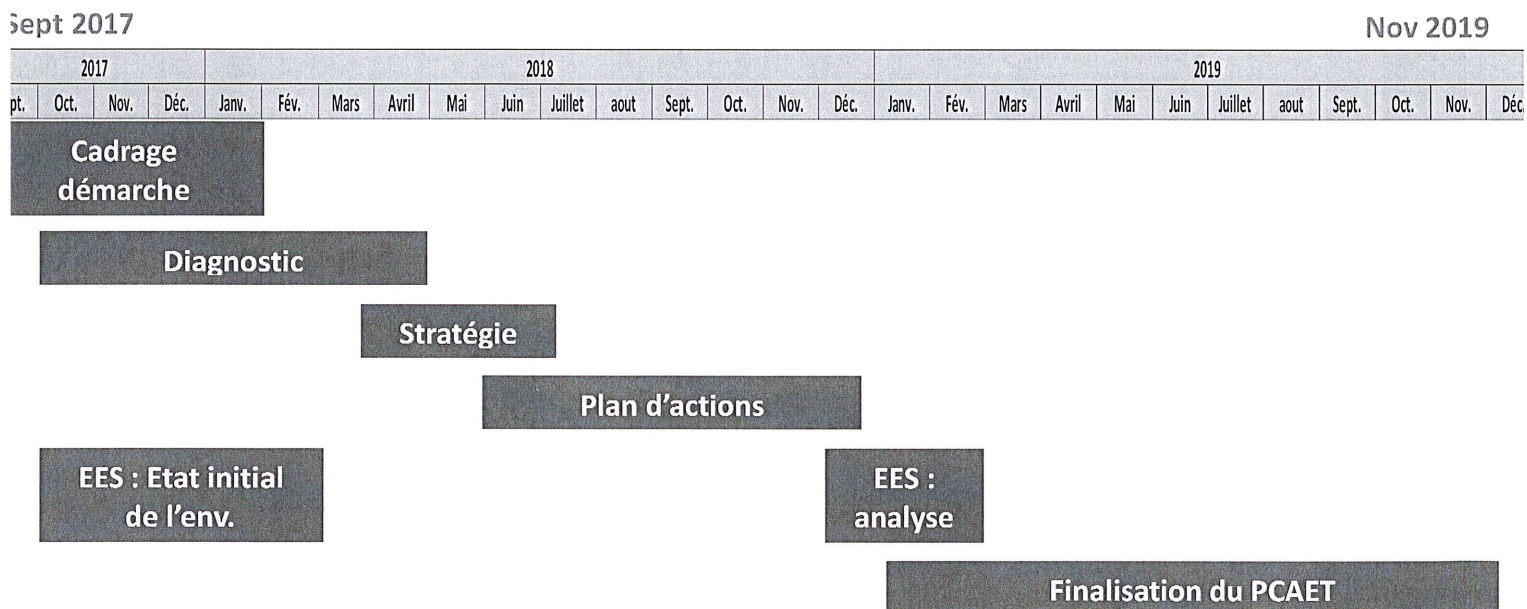 Sept 2017 Nov 2019
2017 2018 2019
pt. Oct. Nov. Déc. Janv. Fév. Mars Avril Mai Juin Juillet aout Sept. Oct. Nov. Déc. Janv. Fév. Mars Avril Mai Juin Juillet aout Sept. Oct. Nov. Déc.
Cadrage
démarche
Diagnostic
Stratégie
Plan d’actions
EES : Etat initial
de l’env.
EES :
analyse
Finalisation du PCAET